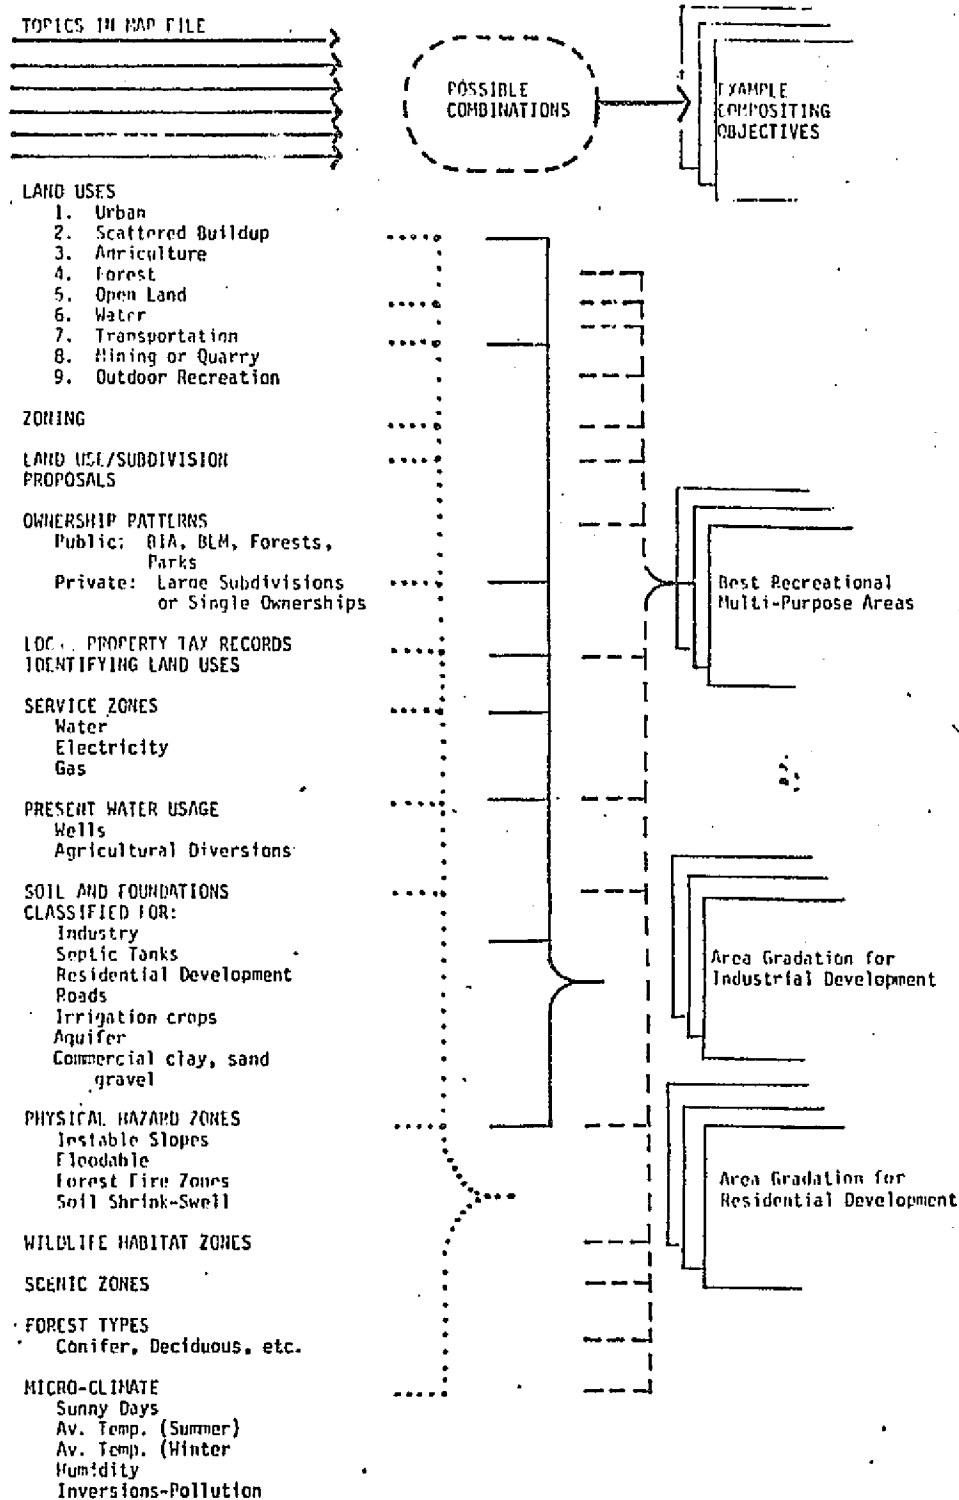 TOPICS IN MAP FILE
POSSIBLE
COMBINATIONS
EXAMPLE
COMPOSITING
OBJECTIVES
LAND USES
1. Urban
2. Scattered Buildup
3. Agriculture
4. Forest
5. Open Land
6. Water
7. Transportation
8. Mining or Quarry
9. Outdoor Recreation
ZONING
LAND USE/SUBDIVISION
PROPOSALS
OWNERSHIP PATTERNS
Public: BIA, BLM, Forests,
Parks
Private: Large Subdivisions
or Single Ownerships
Best Recreational
Multi-Purpose Areas
PROPERTY TAX RECORDS
IDENTIFYING LAND USES
SERVICE ZONES
Water
Electricity
Gas
PRESENT WATER USAGE
Wells
Agricultural Diversions
SOIL AND FOUNDATIONS
CLASSIFIED FOR:
Industry
Septic Tanks
Residential Development
Roads
Irrigation crops
Aquifer
Commercial clay, sand
gravel
Area Gradation for
Industrial Development
PHYSICAL HAZARD ZONES
Instable Slopes
Floodable
Forest Fire Zones
Soil Shrink-Swell
Area Gradation for
Residential Development
WILDLIFE HABITAT ZONES
SCENIC ZONES
FOREST TYPES
Conifer, Deciduous, etc.
MICRO-CLIMATE
Sunny Days
Av. Temp. (Summer)
Av. Temp. (Winter
Humidity
Inversions-Pollution